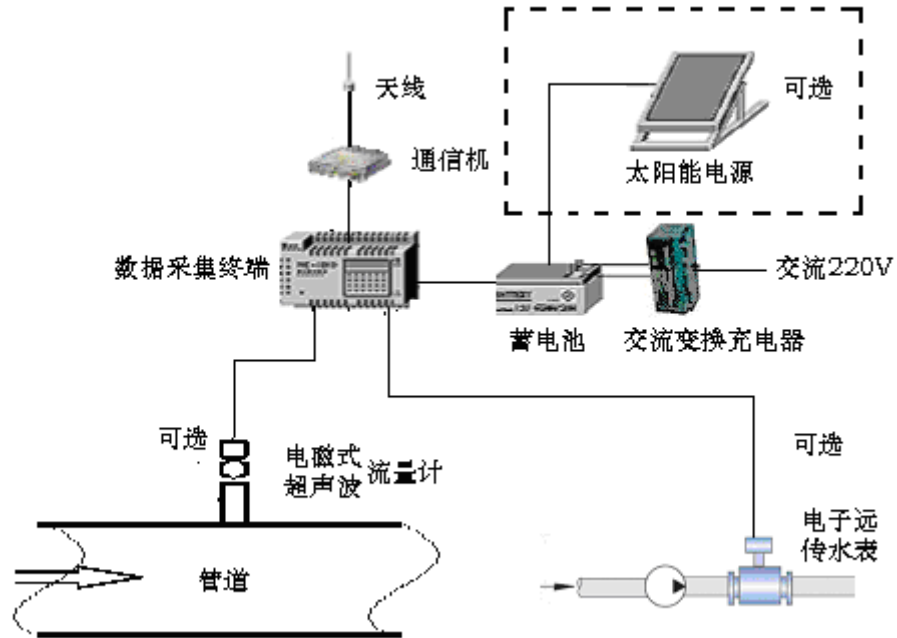 天线
可选
通信机
太阳能电源
数据采集终端
交流220V
蓄电池
交流变换充电器
可选
电磁式
超声波
流量计
可选
电子远
传水表
管道